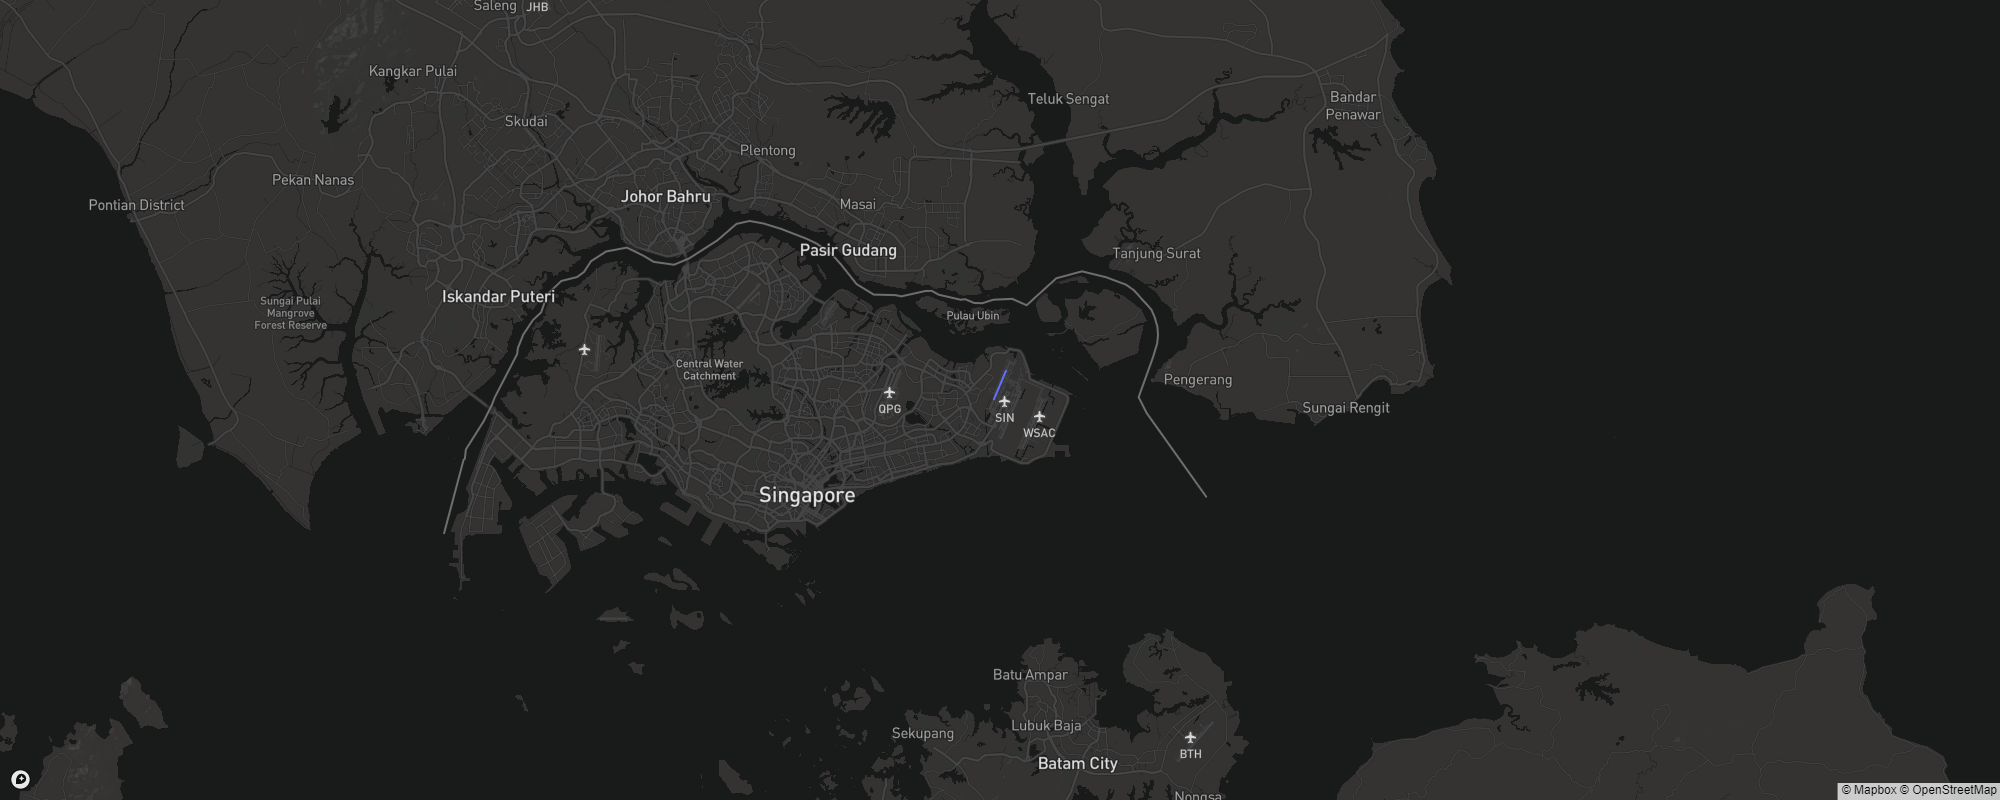 Saleng
JHB
Kangkar Pulai
Teluk Sengat
Bandar
Penawar
Skudai
Plentong
Pekan Nanas
Johor Bahru
Pontian District
Masai
Pasir Gudang
Tanjung Surat
Iskandar Puteri
Sungai Pulai
Mangrove
Forest Reserve
Pulau Ubin
Central Water
Catchment
Pengerang
QPG
Sungai Rengit
SIN
WSAC
Singapore
Batu Ampar
Lubuk Baja
Sekupang
BTH
Batam City
Nongsa
© Mapbox © OpenStreetMap